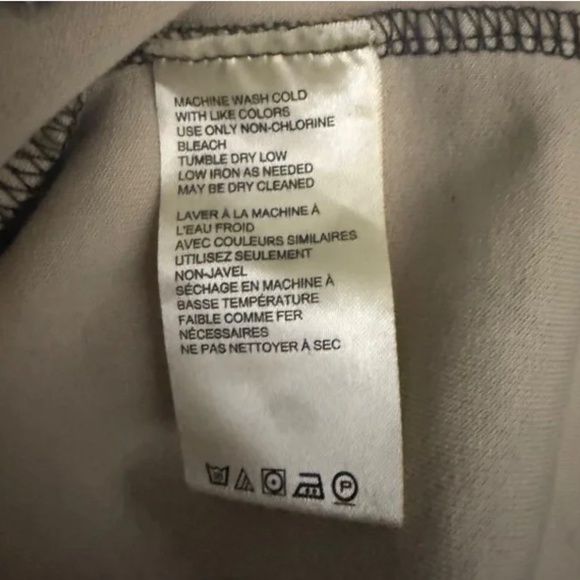 MACHINE WASH COLD
WITH LIKE COLORS
USE ONLY NON-CHLORINE
BLEACH
TUMBLE DRY LOW
LOW IRON AS NEEDED
MAY BE DRY CLEANED
LAVER À LA MACHINE À
L'EAU FROID
AVEC COULEURS SIMILAIRES
UTILISEZ SEULEMENT
NON-JAVEL
SÉCHAGE EN MACHINE À
BASSE TEMPÉRATURE
FAIBLE COMME FER
NÉCESSAIRES
NE PAS NETTOYER À SEC
P